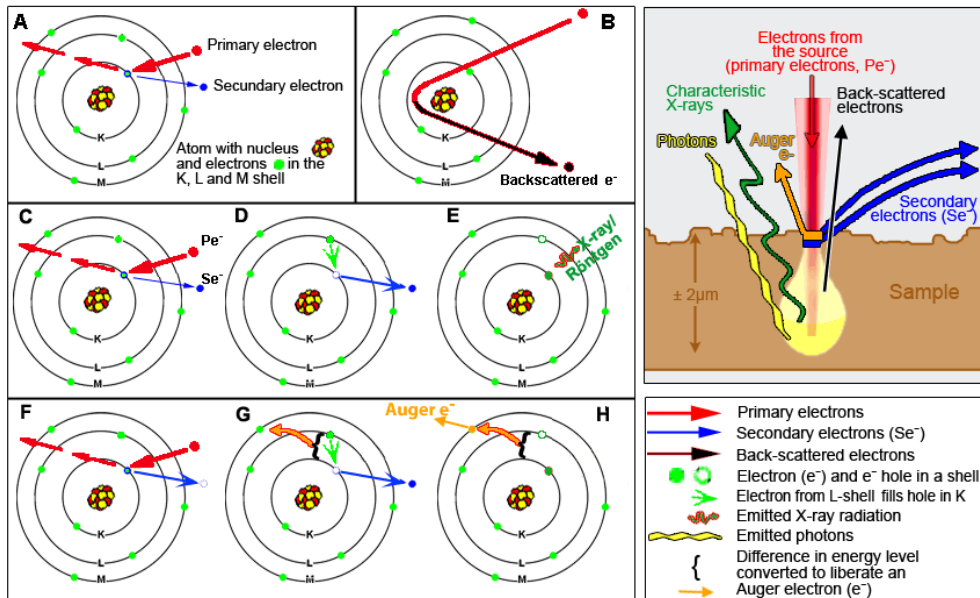 A
Primary electron
Secundary electron
K
Atom with nucleus
and electrons in the
K, L and M shell
L
M
B
K
L
M
Backscattered e-
C
Pe-
Se-
K
L
M
D
K
L
M
E
X-ray/
Röntgen
K
L
M
F
K
L
M
G
K
L
M
Auger e-
H
K
L
M
Electrons from
the source
(primary electrons, Pe-)
Characteristic
X-rays
Back-scattered
electrons
Photons
Auger
e-
Secondary
electrons (Se-)
± 2µm
Sample
Primary electrons
Secondary electrons (Se-)
Back-scattered electrons
Electron (e-) and e- hole in a shell
Electron from L-shell fills hole in K
Emitted X-ray radiation
Emitted photons
Difference in energy level
converted to liberate an
Auger electron (e-)